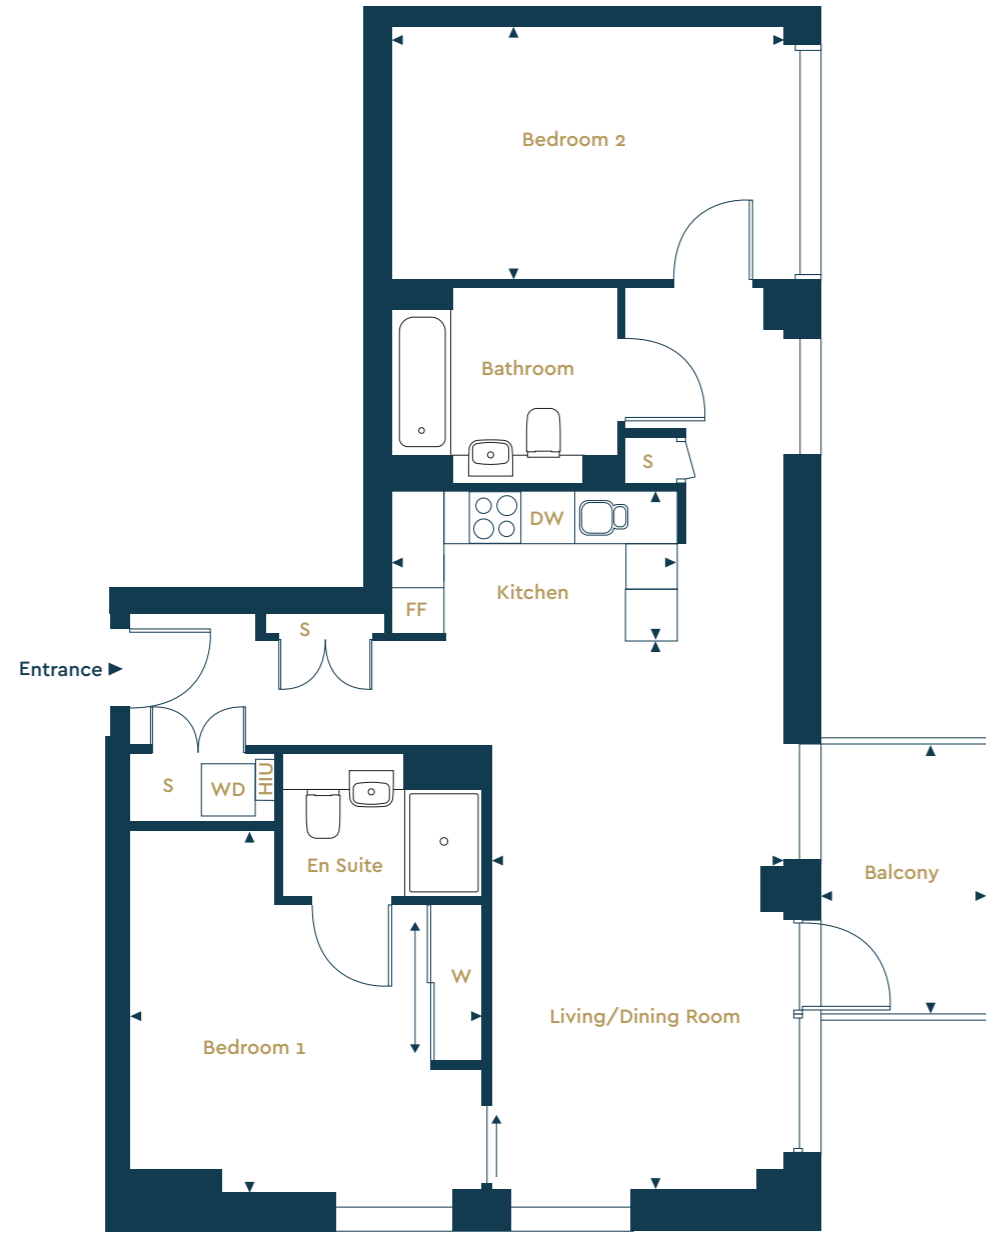 Bedroom 2
Bathroom
S
DW
Kitchen
FF
S
Entrance
S
WD
HIU
En Suite
Balcony
W
Living/Dining Room
Bedroom 1